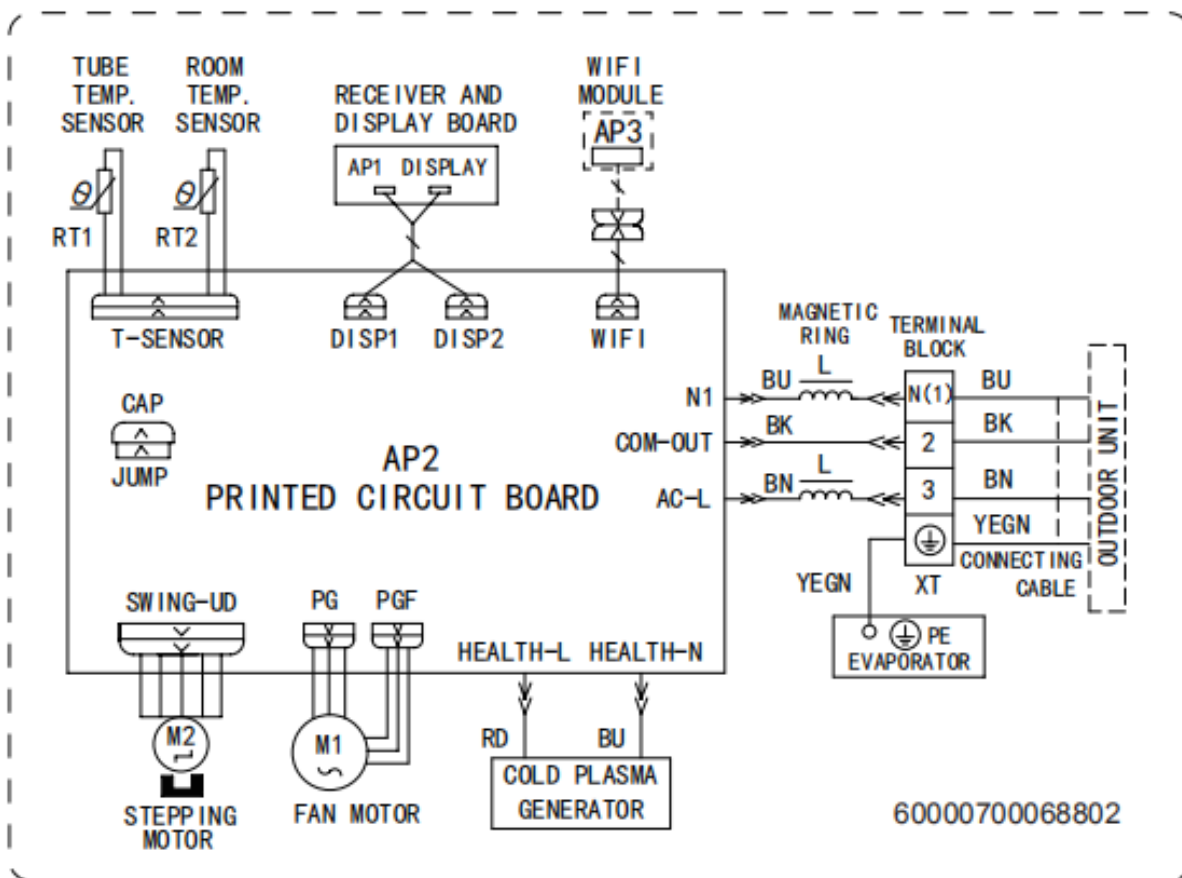 TUBE
TEMP.
SENSOR
ROOM
TEMP.
SENSOR
RECEIVER AND
DISPLAY BOARD
WIFI
MODULE
AP3
AP1 DISPLAY
θ
θ
RT1
RT2
T-SENSOR
DISP1
DISP2
WIFI
MAGNETIC
RING
TERMINAL
BLOCK
CAP
JUMP
AP2
PRINTED CIRCUIT BOARD
N1
BU
L
N(1)
BU
COM-OUT
BK
2
BK
AC-L
BN
L
3
BN
YEGN
OUTDOOR UNIT
YEGN
XT
CONNECTING
CABLE
PE
EVAPORATOR
SWING-UD
PG
PGF
HEALTH-L
HEALTH-N
M2
M1
RD
BU
STEPPING
MOTOR
FAN MOTOR
COLD PLASMA
GENERATOR
60000700068802